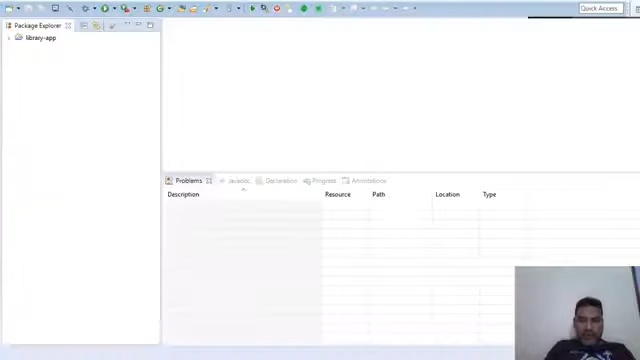 Quick Access
Package Explorer
library-app
Problems
Javadoc
Declaration
Progress
Annotations
Description
Resource
Path
Location
Type